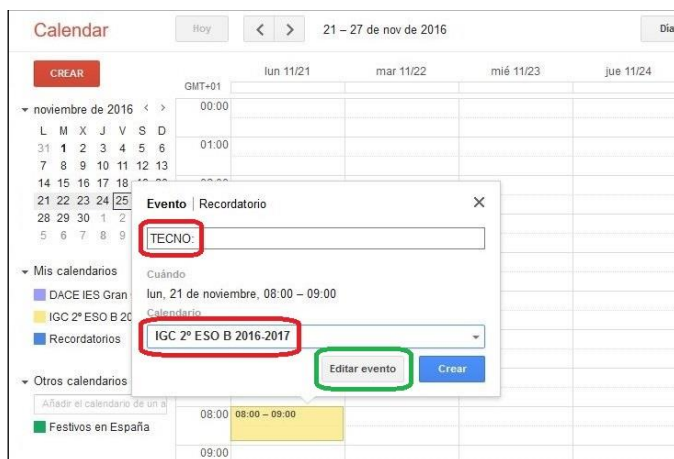 Calendar
Hoy
< >
21 – 27 de nov de 2016
Día
CREAR
lun 11/21
mar 11/22
mié 11/23
jue 11/24
GMT+01
noviembre de 2016 < >
L M X J V S D
31 1 2 3 4 5 6
7 8 9 10 11 12 13
14 15 16 17 18
21 22 23 24 25
28 29 30 1 2
5 6 7 8 9
00:00
01:00
Evento | Recordatorio
TECNO:
Cuándo
lun, 21 de noviembre, 08:00 – 09:00
Calendario
IGC 2º ESO B 2016-2017
Editar evento
Crear
Mis calendarios
DACE IES Gran
IGC 2º ESO B 20
Recordatorios
Otros calendarios
Añadir el calendario de un a
Festivos en España
08:00
08:00 – 09:00
09:00